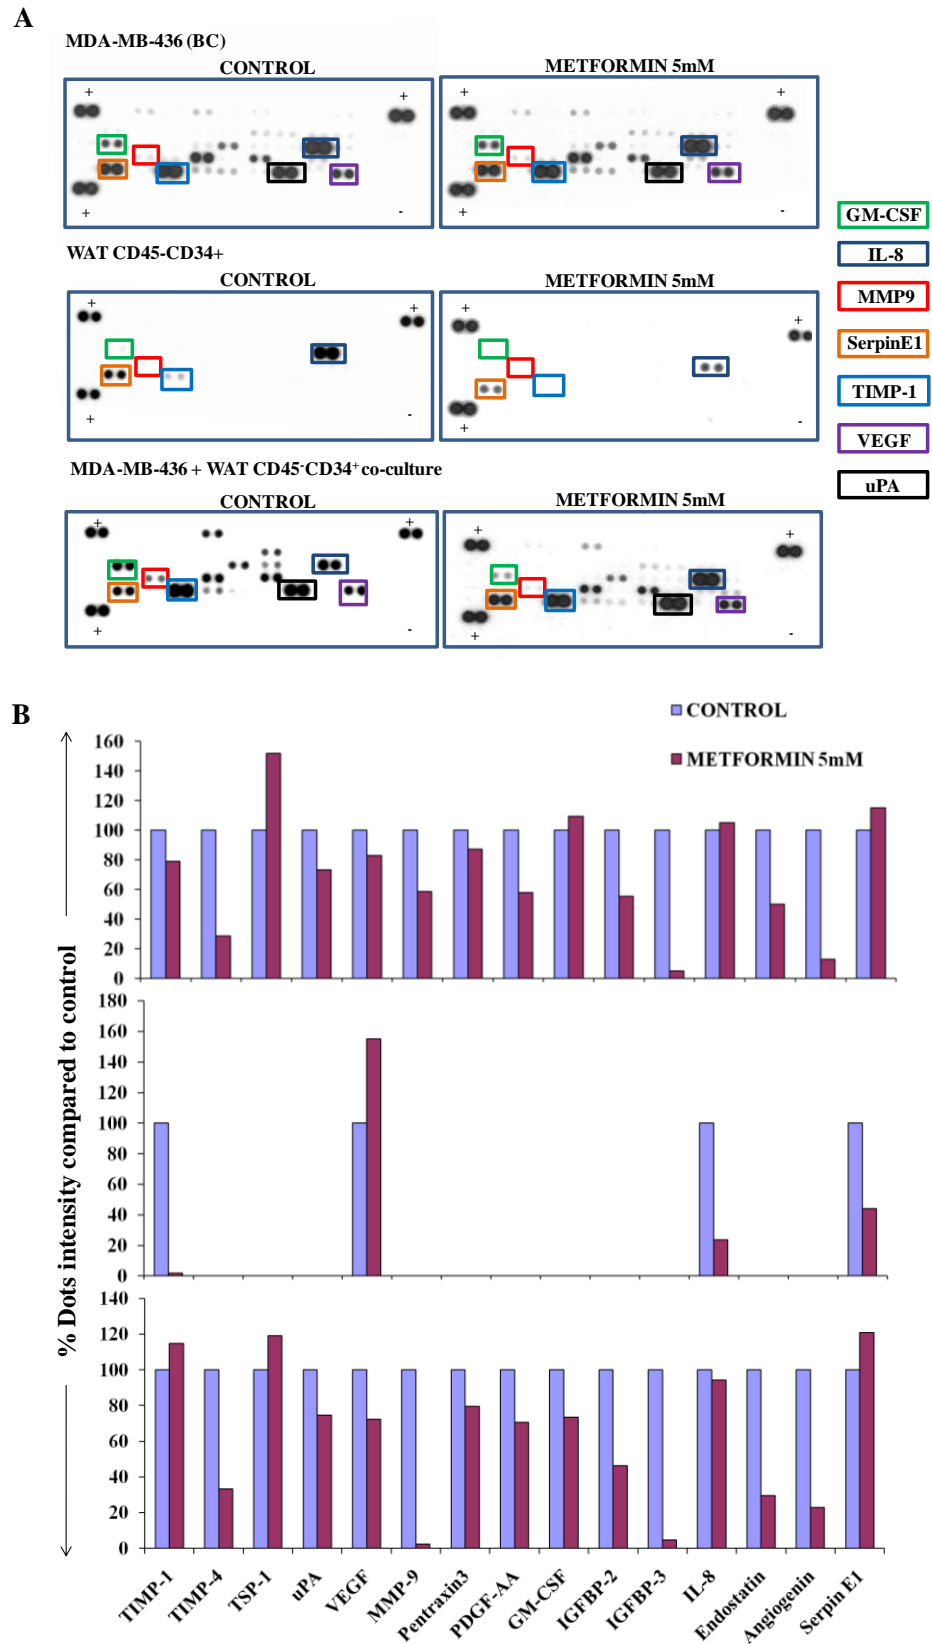 A
MDA-MB-436 (BC)
CONTROL
METFORMIN 5mM
+ + + +
+ - + -
WAT CD45-CD34+
CONTROL
METFORMIN 5mM
+ + + +
+ - + -
MDA-MB-436 + WAT CD45-CD34+ co-culture
CONTROL
METFORMIN 5mM
+ + + +
+ - + -
GM-CSF
IL-8
MMP9
SerpinE1
TIMP-1
VEGF
uPA
B
CONTROL
METFORMIN 5mM
% Dots intensity compared to control
160
140
120
100
80
60
40
20
0
180
160
140
120
100
80
60
40
20
0
140
120
100
80
60
40
20
0
TIMP-1
TIMP-4
TSP-1
uPA
VEGF
MMP-9
Pentraxin3
PDGF-AA
GM-CSF
IGFBP-2
IGFBP-3
IL-8
Endostatin
Angiogenin
Serpin E1